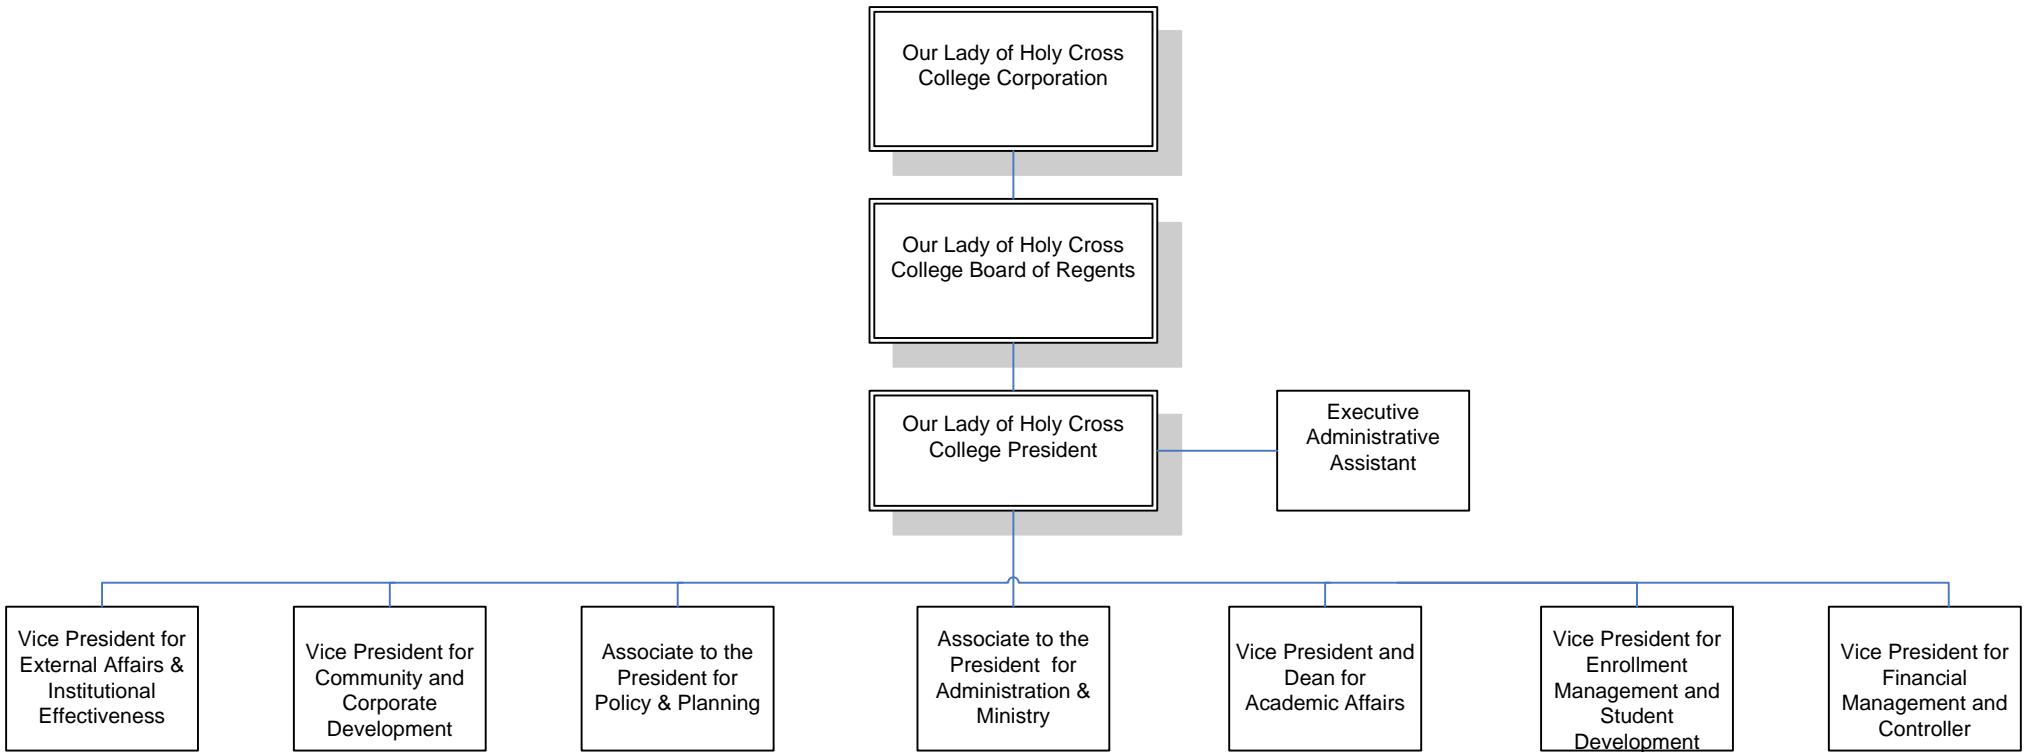 Our Lady of Holy Cross
College Corporation
Our Lady of Holy Cross
College Board of Regents
Our Lady of Holy Cross
College President
Executive
Administrative
Assistant
Vice President for
External Affairs &
Institutional
Effectiveness
Vice President for
Community and
Corporate
Development
Associate to the
President for
Policy & Planning
Associate to the
President  for
Administration &
Ministry
Vice President and
Dean for
Academic Affairs
Vice President for
Enrollment
Management and
Student
Development
Vice President for
Financial
Management and
Controller